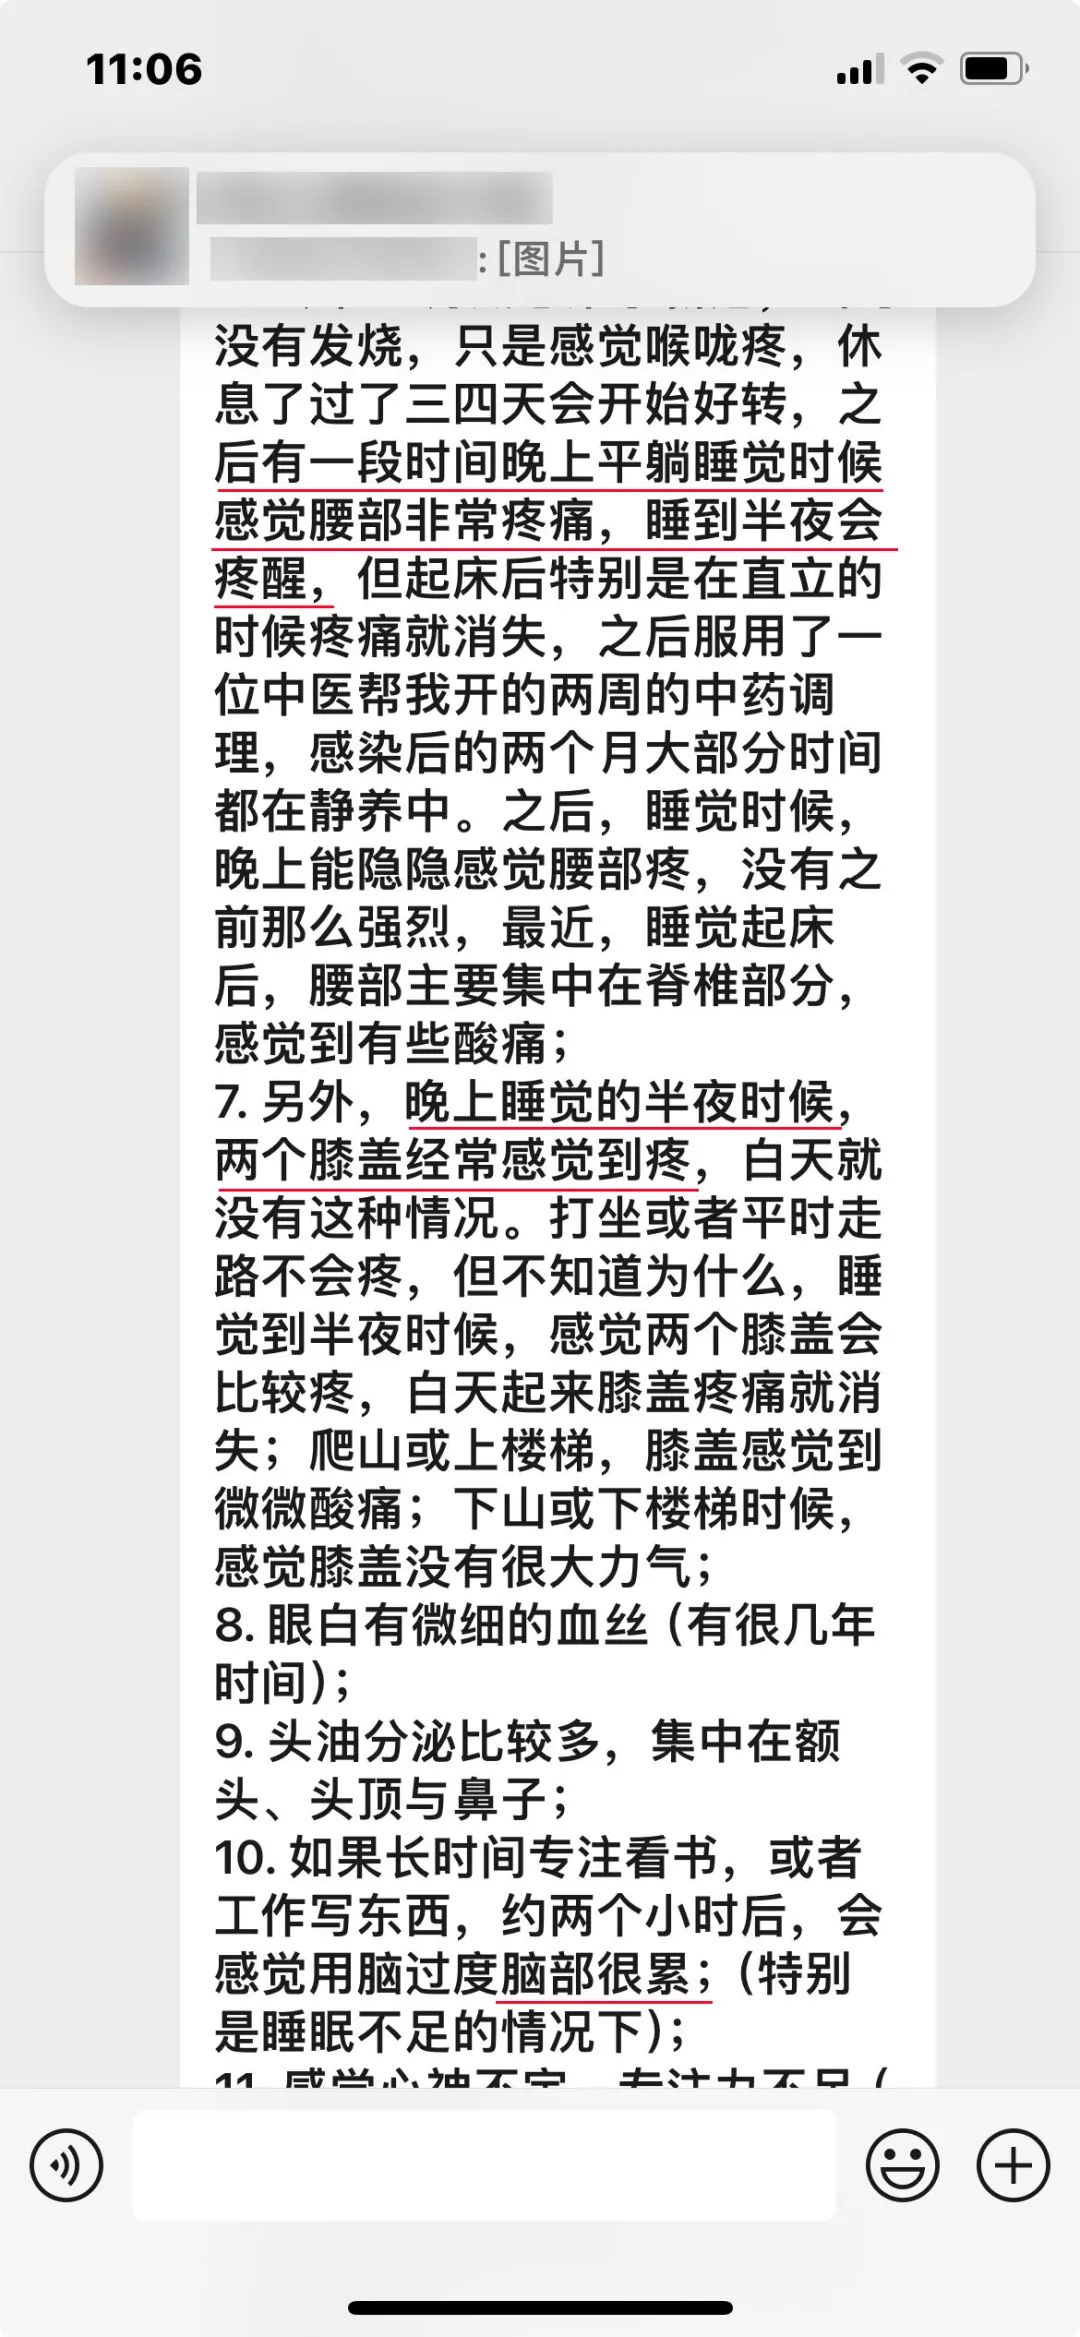 11:06
:[图片]
没有发烧，只是感觉喉咙疼，休
息了过了三四天会开始好转，之
后有一段时间晚上平躺睡觉时候
感觉腰部非常疼痛，睡到半夜会
疼醒，但起床后特别是在直立的
时候疼痛就消失，之后服用了一
位中医帮我开的两周的中药调
理，感染后的两个月大部分时间
都在静养中。之后，睡觉时候，
晚上能隐隐感觉腰部疼，没有之
前那么强烈，最近，睡觉起床
后，腰部主要集中在脊椎部分，
感觉到有些酸痛；
7. 另外，晚上睡觉的半夜时候，
两个膝盖经常感觉到疼，白天就
没有这种情况。打坐或者平时走
路不会疼，但不知道为什么，睡
觉到半夜时候，感觉两个膝盖会
比较疼，白天起来膝盖疼痛就消
失；爬山或上楼梯，膝盖感觉到
微微酸痛；下山或下楼梯时候，
感觉膝盖没有很大力气；
8. 眼白有微细的血丝（有很几年
时间）；
9. 头油分泌比较多，集中在额
头、头顶与鼻子；
10. 如果长时间专注看书，或者
工作写东西，约两个小时后，会
感觉用脑过度脑部很累；（特别
是睡眠不足的情况下）；
11. 感觉心神不定，专注力不足（